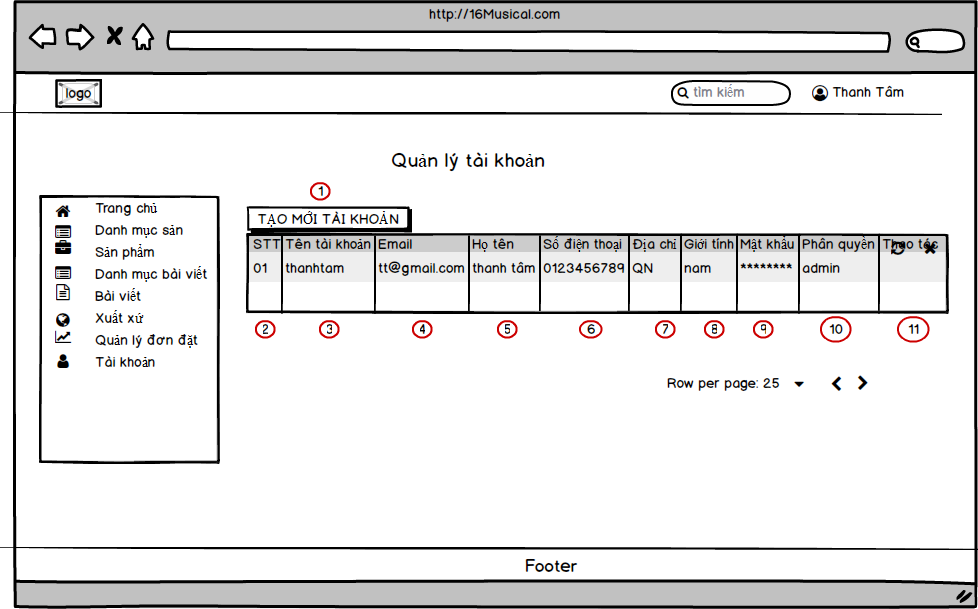 http://16Musical.com
logo
tìm kiếm
Thanh Tâm
Quản lý tài khoản
1
Trang chủ
Danh mục sản
Sản phẩm
Danh mục bài viết
Bài viết
Xuất xứ
Quản lý đơn đặt
Tài khoản
TẠO MỚI TÀI KHOẢN
STT Tên tài khoản Email Họ tên Số điện thoại Địa chỉ Giới tính Mật khẩu Phân quyền Thao tác
01 thanhtam tt@gmail.com thanh tâm 0123456789 QN nam ******** admin
2 3 4 5 6 7 8 9 10 11
Row per page: 25
Footer